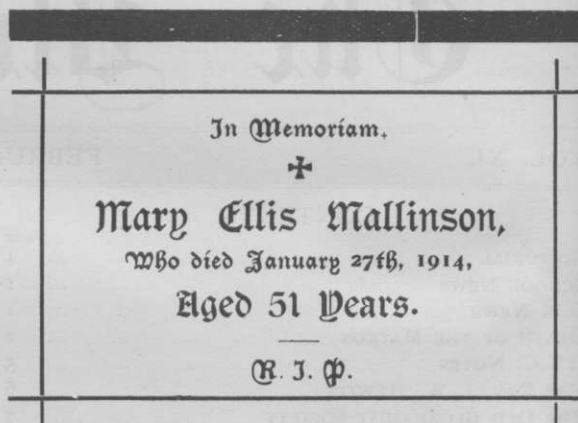 In Memoriam,
✠
Mary Ellis Mallinson,
Who died January 27th, 1914,
Aged 51 Years.
R. I. P.